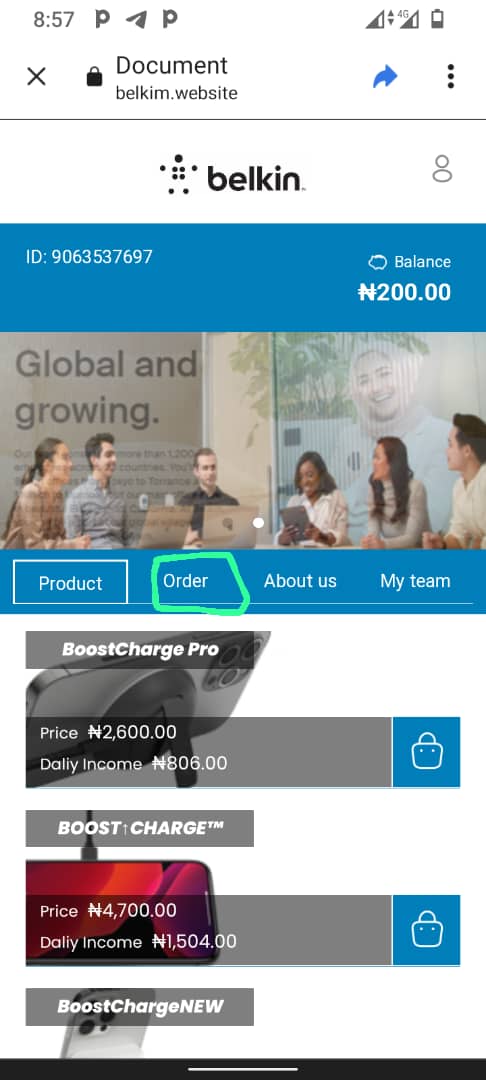 8:57
4G
Document
belkim.website
belkin
ID: 9063537697
Balance
₦200.00
Global and
growing.
Product
Order
About us
My team
BoostCharge Pro
Price ₦2,600.00
Daliy Income ₦806.00
BOOST↑CHARGE™
Price ₦4,700.00
Daliy Income ₦1,504.00
BoostChargeNEW